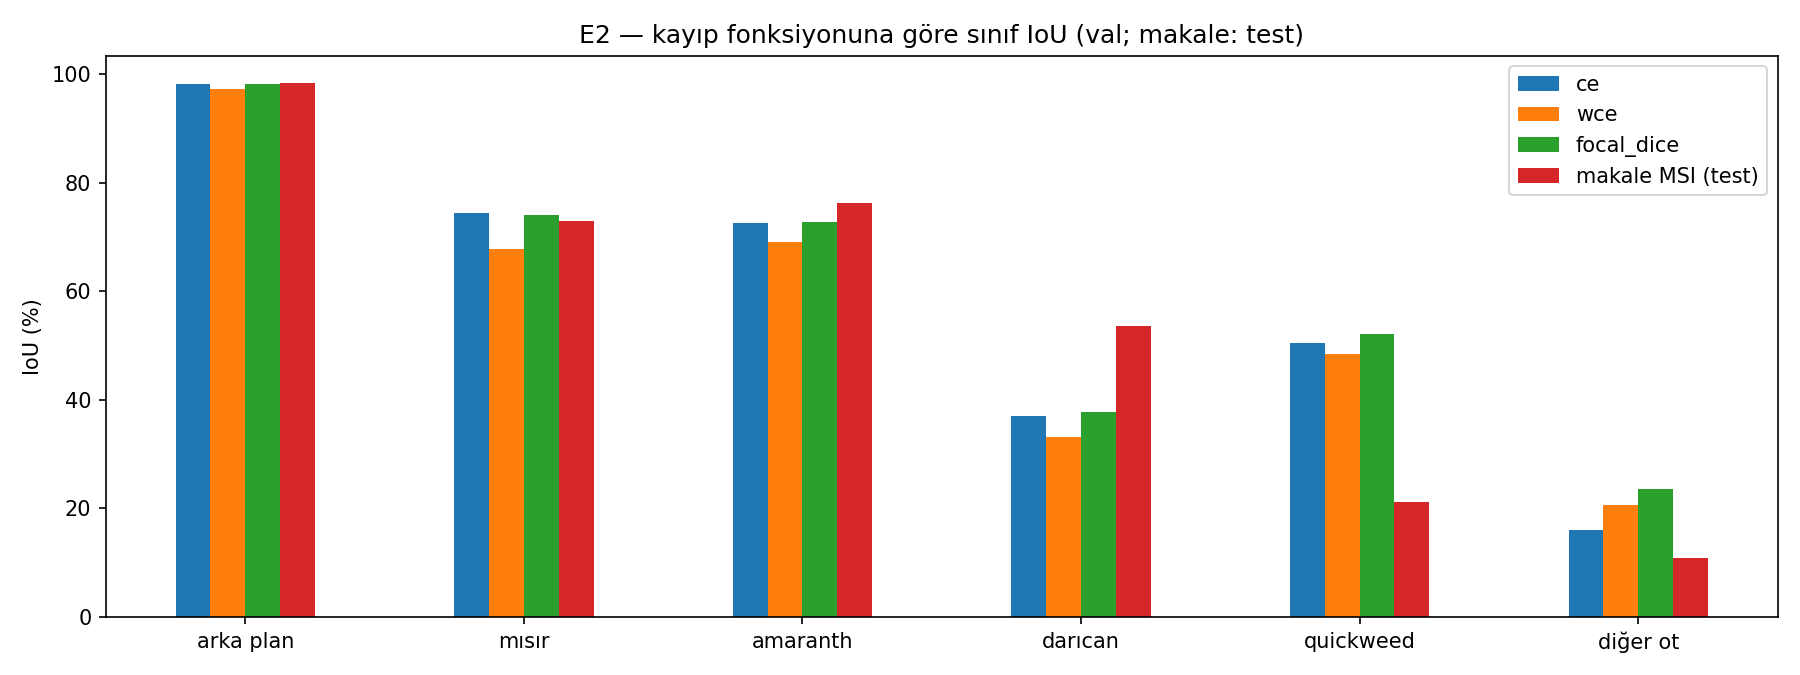 E2 — kayıp fonksiyonuna göre sınıf IoU (val; makale: test)
ce
wce
focal_dice
makale MSI (test)
IoU (%)
100
80
60
40
20
0
arka plan
mısır
amaranth
darıcan
quickweed
diğer ot